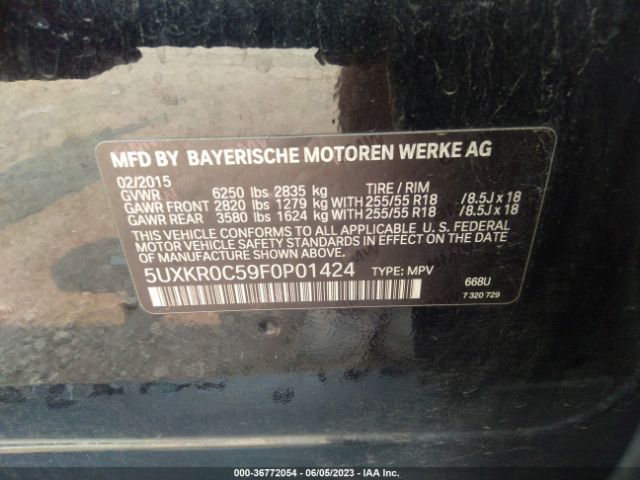 MFD BY BAYERISCHE MOTOREN WERKE AG
02/2015
GVWR 6250 lbs 2835 kg TIRE / RIM
GAWR FRONT 2820 lbs 1279 kg WITH 255/55 R18 / 8.5J x 18
GAWR REAR 3580 lbs 1624 kg WITH 255/55 R18 / 8.5J x 18
THIS VEHICLE CONFORMS TO ALL APPLICABLE U. S. FEDERAL
MOTOR VEHICLE SAFETY STANDARDS IN EFFECT ON THE DATE OF
MANUFACTURE SHOWN ABOVE.
5UXKR0C59F0P01424 TYPE: MPV 668U
7 320 729
000-36772054 - 06/05/2023 - IAA Inc.